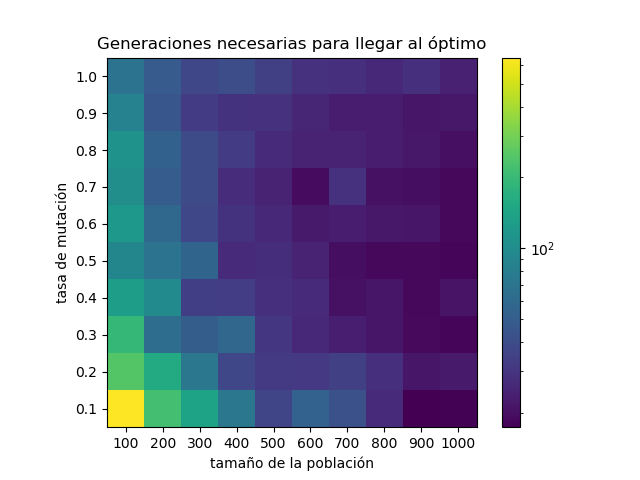 Generaciones necesarias para llegar al óptimo
tasa de mutación
1.0
0.9
0.8
0.7
0.6
0.5
0.4
0.3
0.2
0.1
100 200 300 400 500 600 700 800 900 1000
tamaño de la población
10²